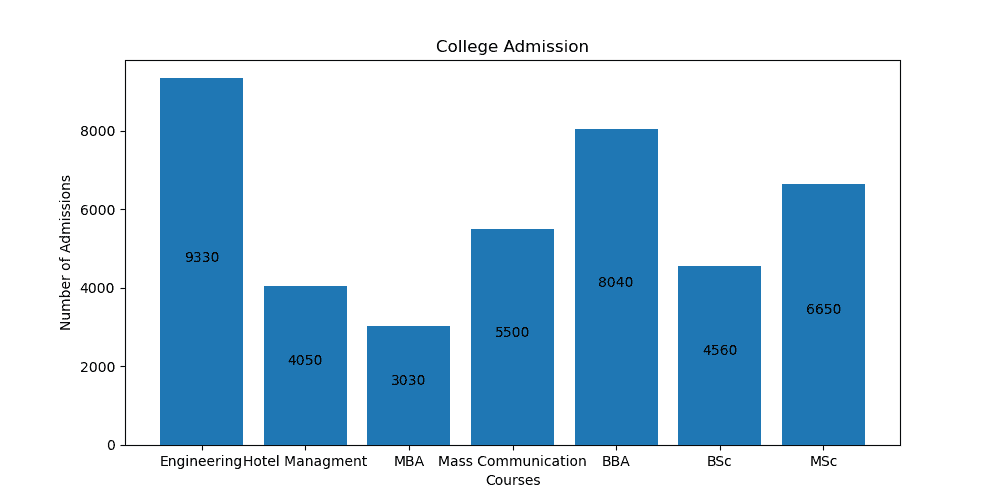 College Admission
Number of Admissions
8000
6000
4000
2000
0
9330
4050
3030
5500
8040
4560
6650
Engineering
Hotel Managment
MBA
Mass Communication
BBA
BSc
MSc
Courses